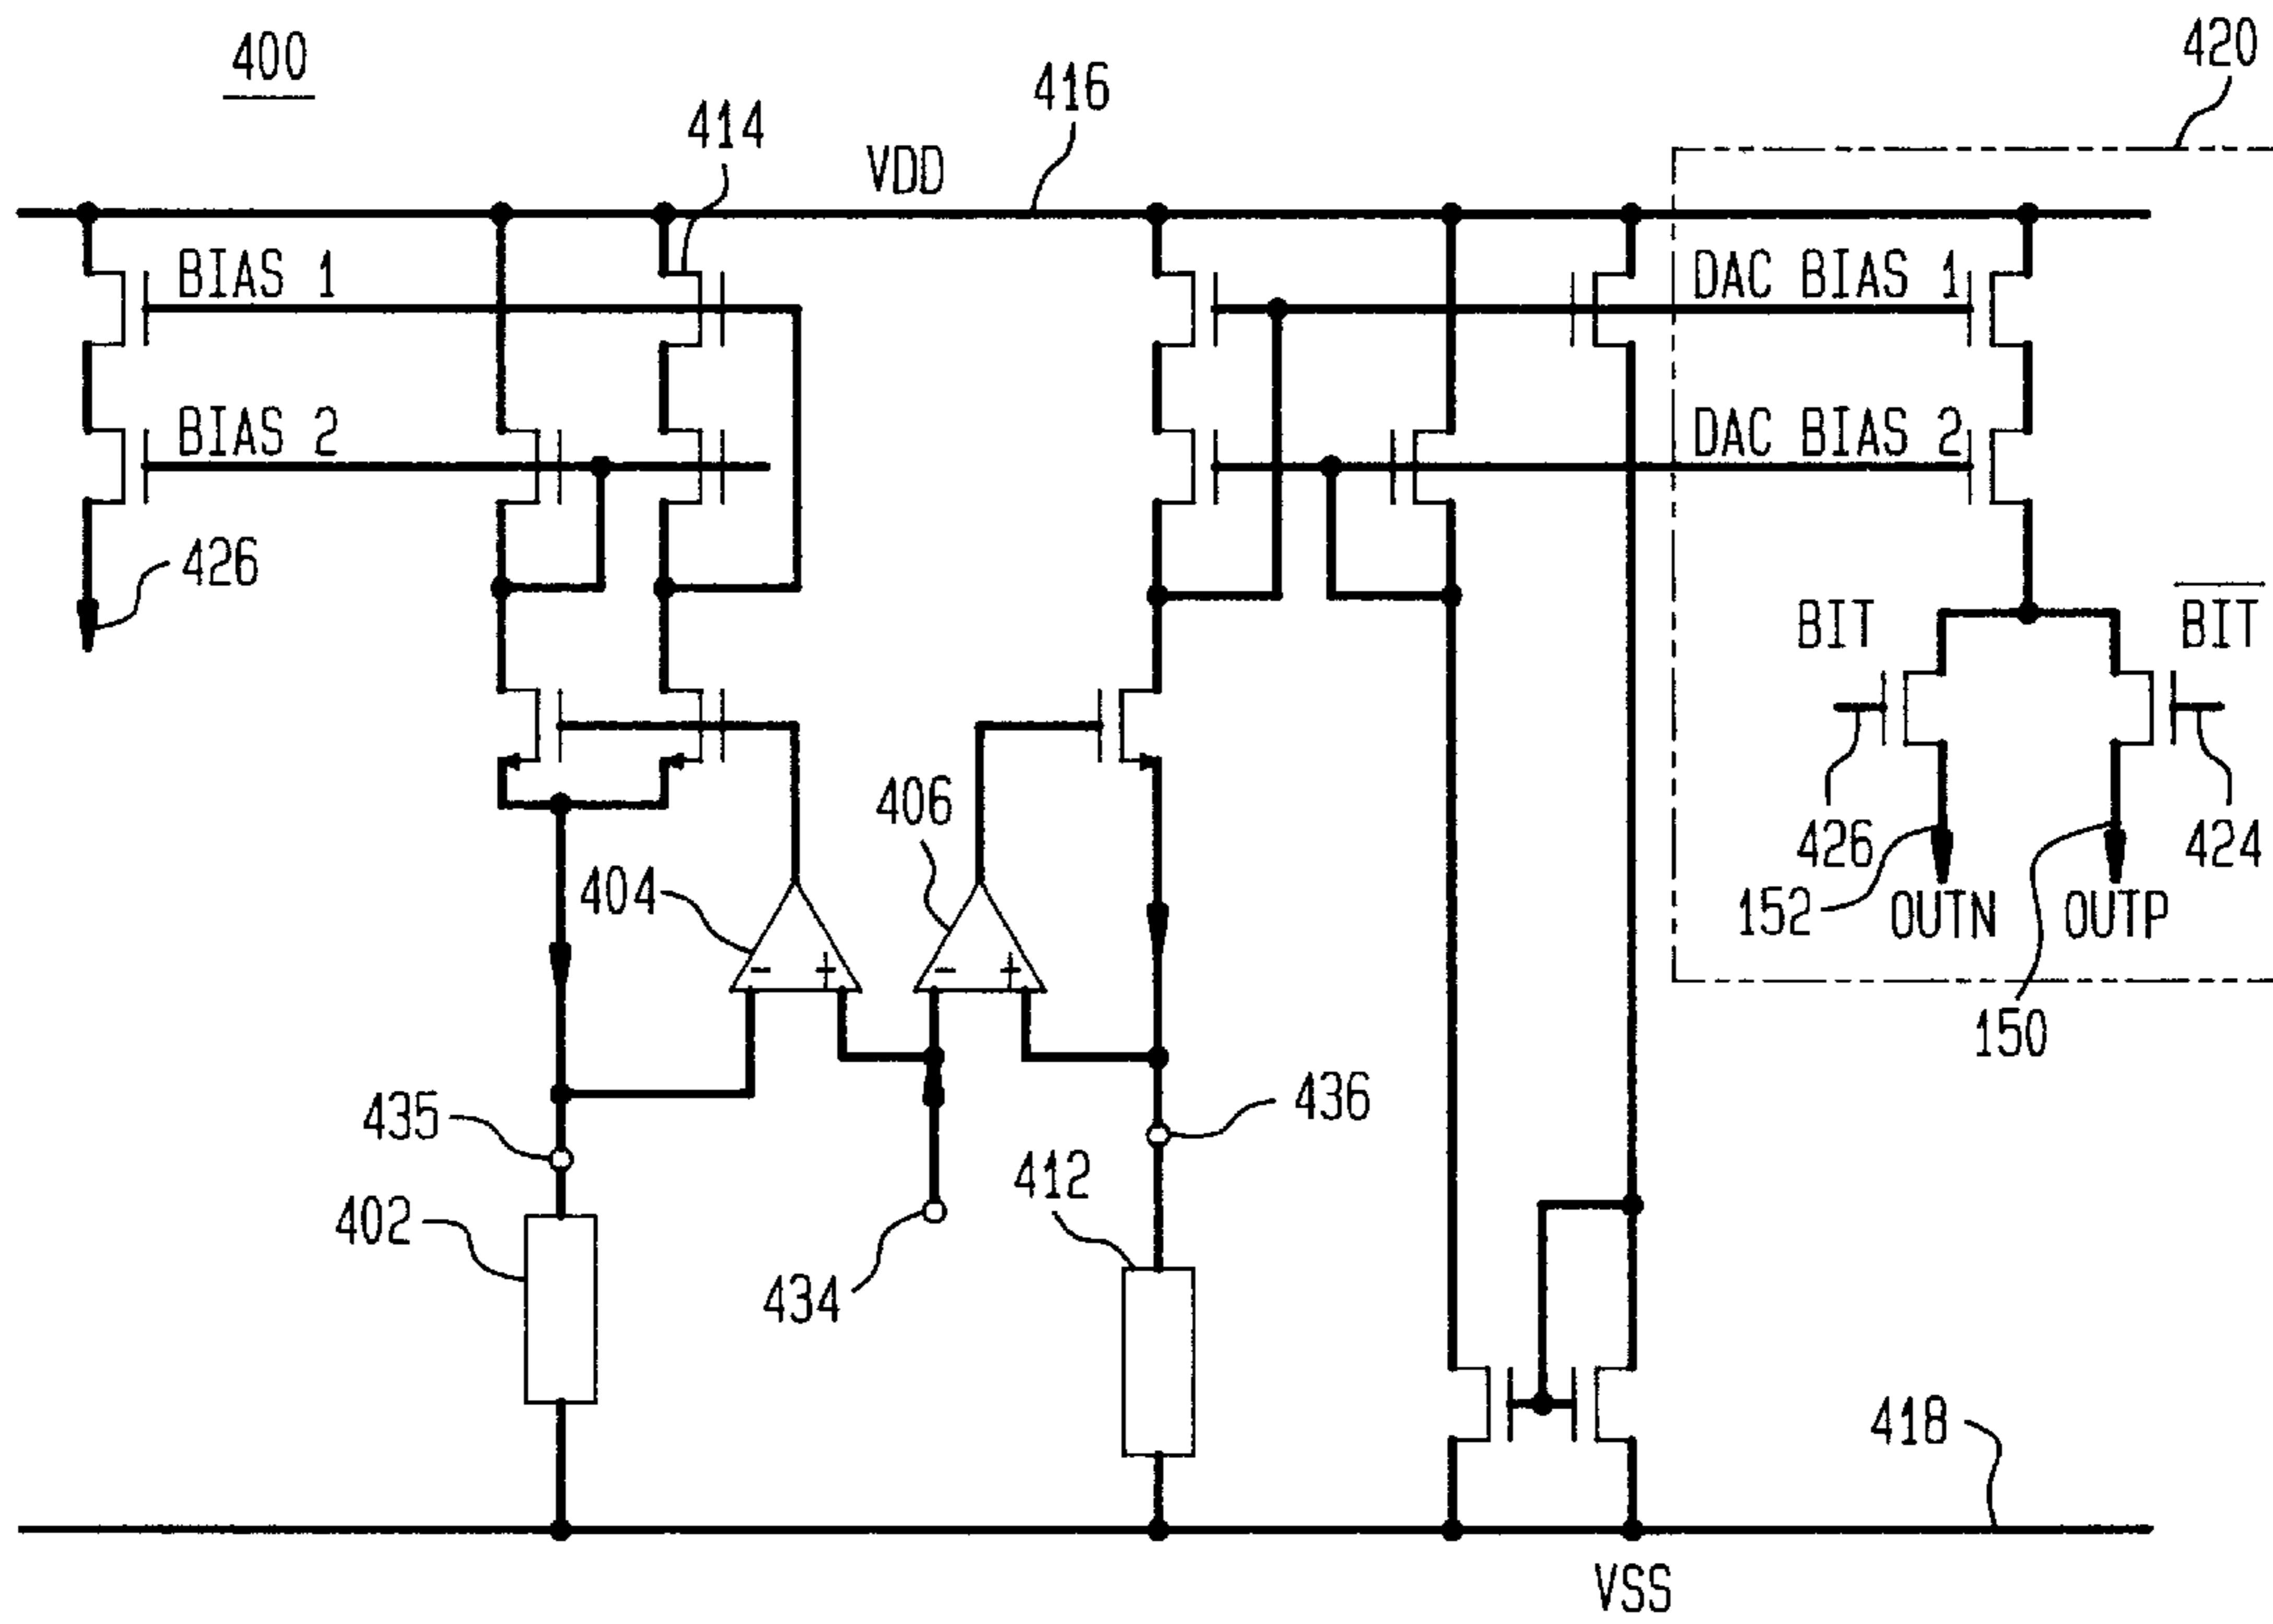 400
414
VDD
416
420
BIAS 1
DAC BIAS 1
BIAS 2
DAC BIAS 2
426
BIT
BIT
404
406
- +
- +
426
424
152
OUTN
OUTP
150
435
436
402
412
434
418
VSS